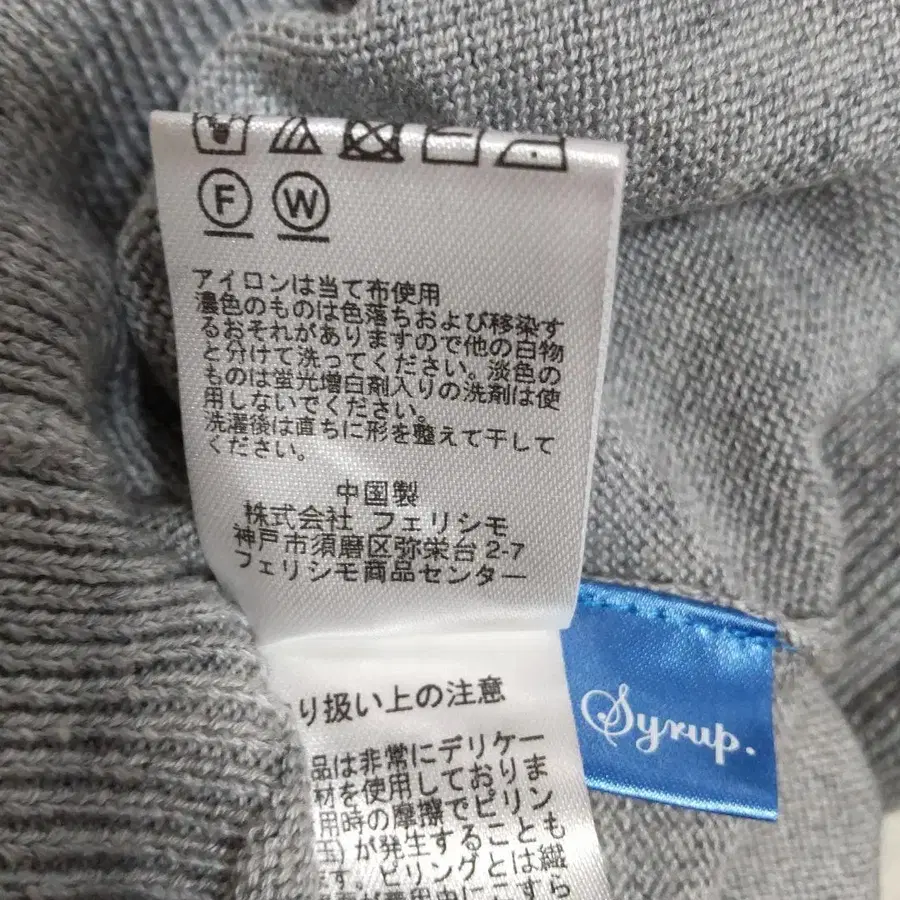 F W
アイロンは当て布使用
濃色のものは色落ちおよび移染す
るおそれがありますので他の白物
と分けて洗ってください。淡色の
ものは蛍光増白剤入りの洗剤は使
用しないでください。
洗濯後は直ちに形を整えて干して
ください。
中国製
株式会社 フェリシモ
神戸市須磨区弥栄台 2-7
フェリシモ商品センター
り扱い上の注意
品は非常にデリケー
材を使用しておりま
用時の摩擦でピリン
玉) が発生することも
す。ピリングとは繊
Syrup.